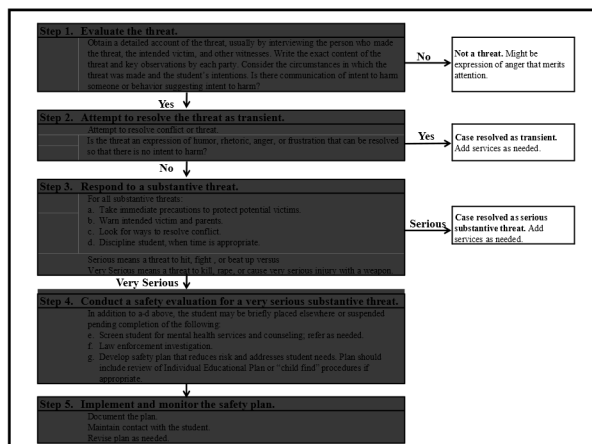 Step 1. Evaluate the threat.
Obtain a detailed account of the threat, usually by interviewing the person who
made the threat, the intended victim, and other witnesses. Write the exact content of the
threat and key observations by each party. Consider the circumstances in which the
threat was made and the student's intentions. Is there communication of intent to harm
someone or behavior suggesting intent to harm?
No
Not a threat. Might be
expression of anger that merits
attention.
Yes
Step 2. Attempt to resolve the threat as transient.
Attempt to resolve conflict or threat.
Is the threat an expression of humor, rhetoric, anger, or frustration that can be resolved
so that there is no intent to harm?
Yes
Case resolved as transient.
Add services as needed.
No
Step 3. Respond to a substantive threat.
For all substantive threats:
a. Take immediate precautions to protect potential victims.
b. Warn intended victim and parents.
c. Look for ways to resolve conflict.
d. Discipline student, when time is appropriate.
Serious means a threat to hit, fight , or beat up versus
Very Serious means a threat to kill, rape, or cause very serious injury with a weapon.
Serious
Case resolved as serious
substantive threat. Add
services as needed.
Very Serious
Step 4. Conduct a safety evaluation for a very serious substantive threat.
In addition to a-d above, the student may be briefly placed elsewhere or suspended
pending completion of the following:
e. Screen student for mental health services and counseling; refer as needed.
f. Law enforcement investigation.
g. Develop safety plan that reduces risk and addresses student needs. Plan should
include review of Individual Educational Plan or "child find" procedures if
appropriate.
Step 5. Implement and monitor the safety plan.
Document the plan.
Maintain contact with the student.
Revise plan as needed.